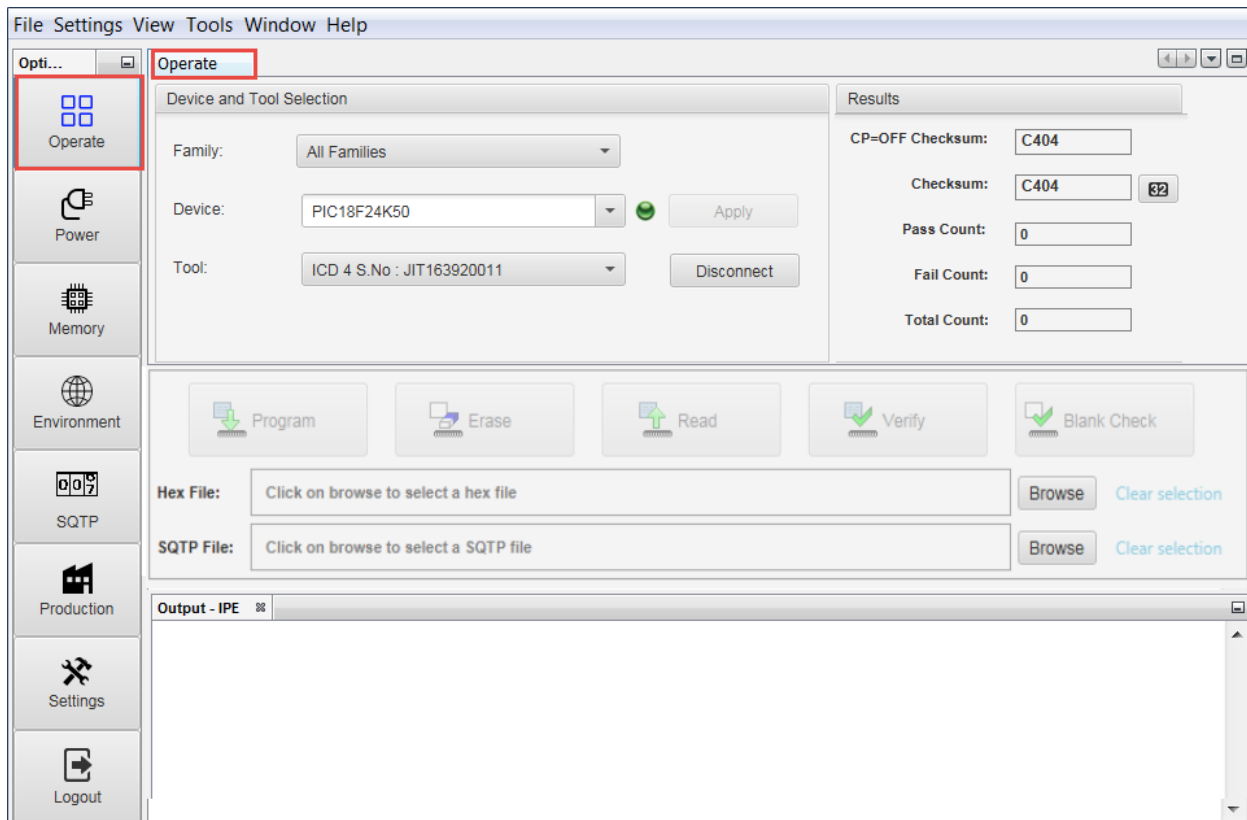 File Settings View Tools Window Help
Opti...
Operate
Power
Memory
Environment
007
SQTP
Production
Settings
Logout
Operate
Device and Tool Selection
Family: All Families
Device: PIC18F24K50 Apply
Tool: ICD 4 S.No : JIT163920011 Disconnect
Results
CP=OFF Checksum: C404
Checksum: C404 32
Pass Count: 0
Fail Count: 0
Total Count: 0
Program Erase Read Verify Blank Check
Hex File: Click on browse to select a hex file Browse Clear selection
SQTP File: Click on browse to select a SQTP file Browse Clear selection
Output - IPE